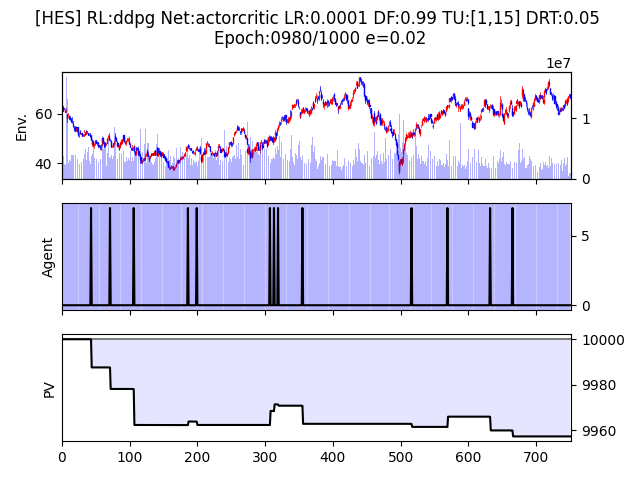 [HES] RL:ddpg Net:actorcritic LR:0.0001 DF:0.99 TU:[1,15] DRT:0.05
Epoch:0980/1000 e=0.02
1e7
Env.
60
40
1
0
Agent
5
0
PV
10000
9980
9960
0 100 200 300 400 500 600 700